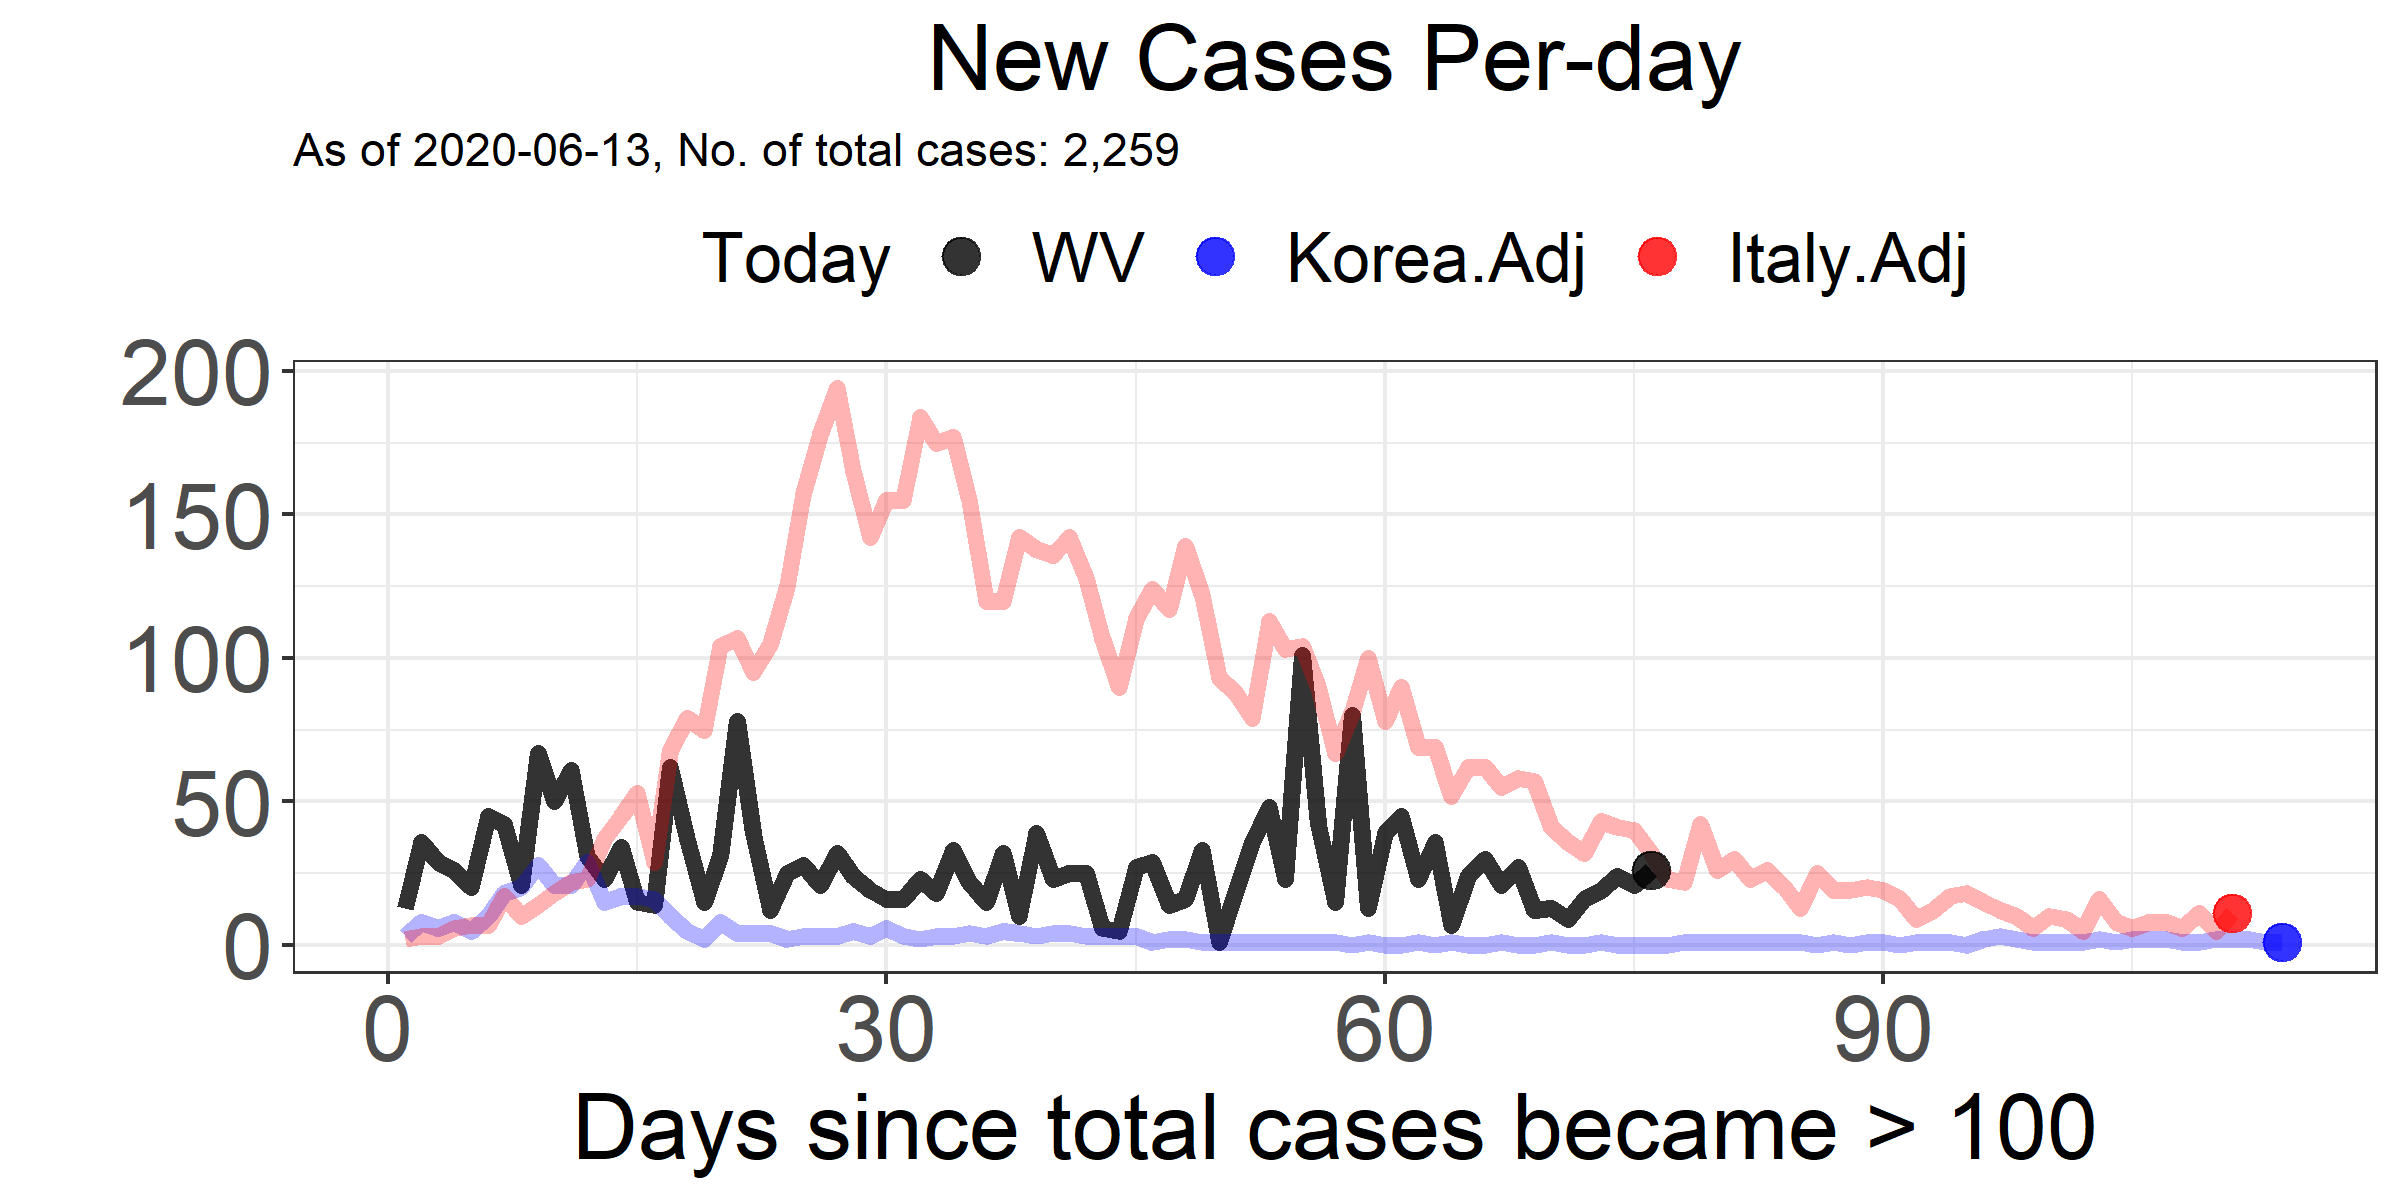 New Cases Per-day
As of 2020-06-13, No. of total cases: 2,259
Today WV Korea.Adj Italy.Adj
200
150
100
50
0
0 30 60 90
Days since total cases became > 100